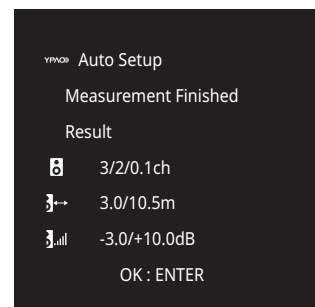 YPAO Auto Setup
Measurement Finished
Result
3/2/0.1ch
3.0/10.5m
-3.0/+10.0dB
OK : ENTER